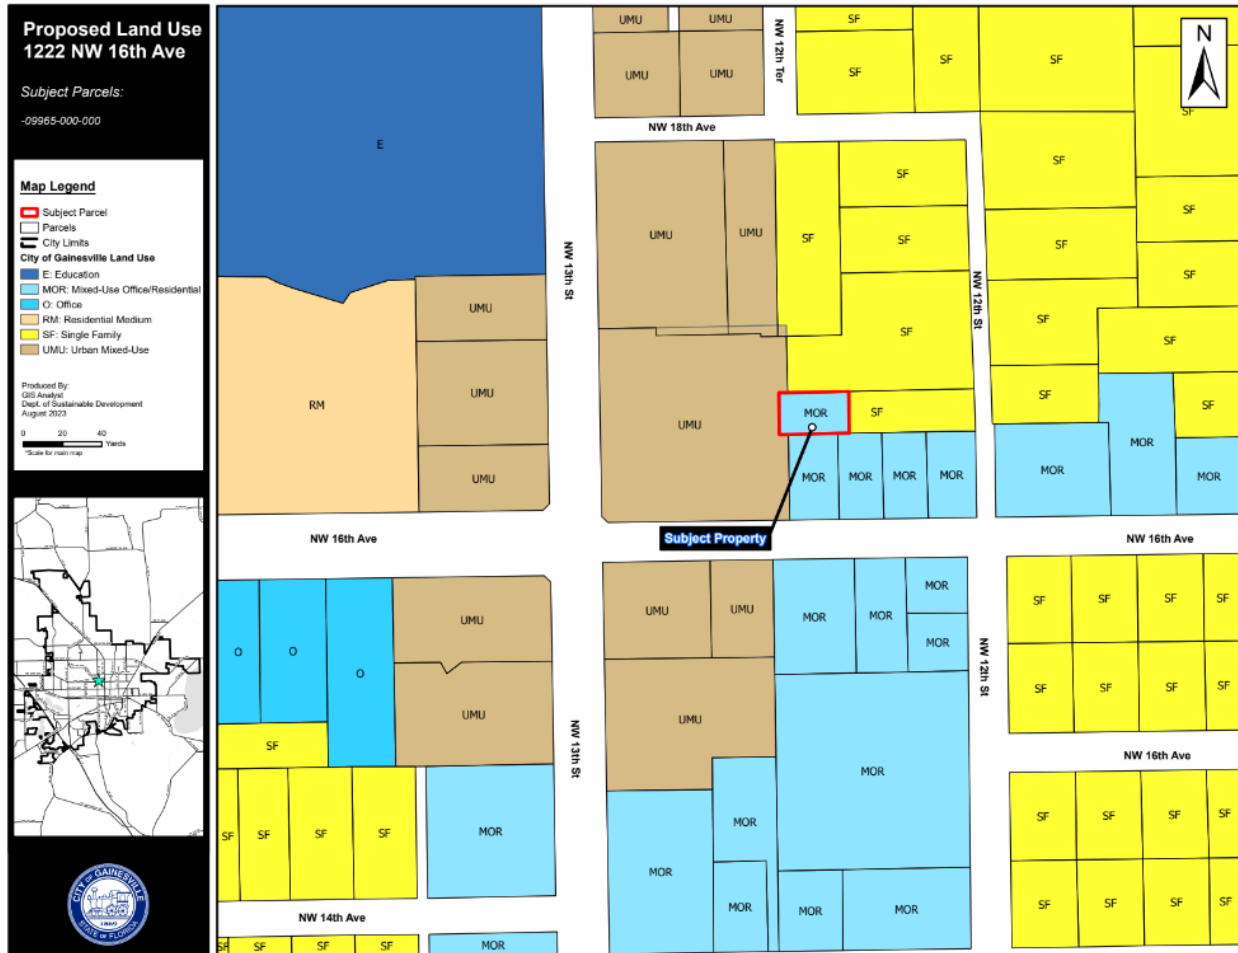 Proposed Land Use
1222 NW 16th Ave
Subject Parcels:
-09965-000-000
Map Legend
Subject Parcel
Parcels
City Limits
City of Gainesville Land Use
E: Education
MOR: Mixed-Use Office/Residential
O: Office
RM: Residential Medium
SF: Single Family
UMU: Urban Mixed-Use
Produced By:
GIS Analyst
Dept. of Sustainable Development
August 2023
0 20 40
Yards
*Scale for main map
CITY OF GAINESVILLE
STATE OF FLORIDA
N
UMU UMU SF
UMU UMU SF SF SF
NW 12th Ter
SF
NW 18th Ave
E
SF SF
UMU UMU SF SF SF
NW 13th St
SF SF
NW 12th St
UMU
SF SF
SF
UMU
RM
UMU MOR SF SF SF
UMU
MOR MOR MOR MOR MOR MOR MOR
Subject Property
NW 16th Ave
NW 16th Ave
UMU UMU MOR MOR MOR
SF SF SF SF
UMU
O O O
MOR
NW 12th St
SF SF SF SF
UMU UMU
SF
NW 13th St
MOR
NW 16th Ave
SF SF SF SF
MOR
MOR
SF SF SF SF
MOR
MOR MOR MOR
SF SF SF SF
NW 14th Ave
SF SF SF SF
MOR